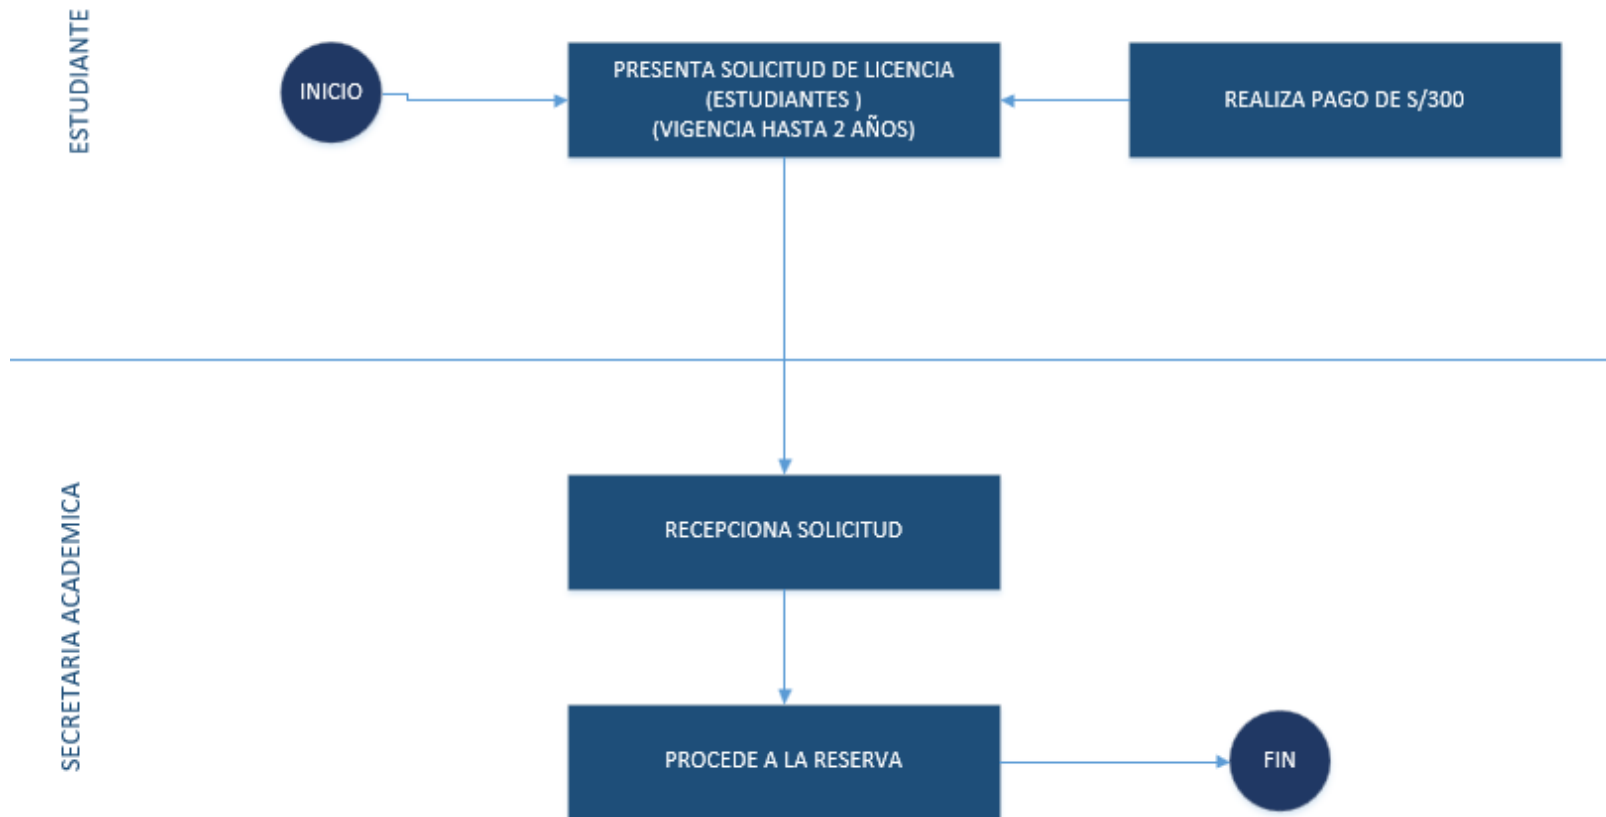 ESTUDIANTE
INICIO
PRESENTA SOLICITUD DE LICENCIA
(ESTUDIANTES )
(VIGENCIA HASTA 2 AÑOS)
REALIZA PAGO DE S/300
SECRETARIA ACADEMICA
RECEPCIONA SOLICITUD
PROCEDE A LA RESERVA
FIN